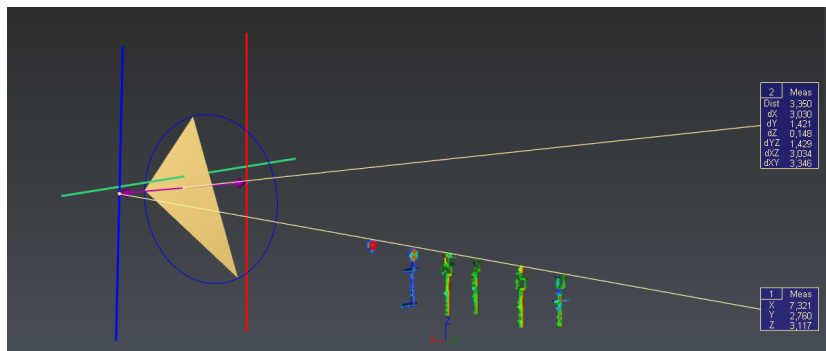 2 Meas
Dist 3,350
dX 3,030
dY 1,421
dZ 0,148
dYZ 1,429
dXZ 3,034
dXY 3,346
1 Meas
X 7,321
Y 2,760
Z 3,117